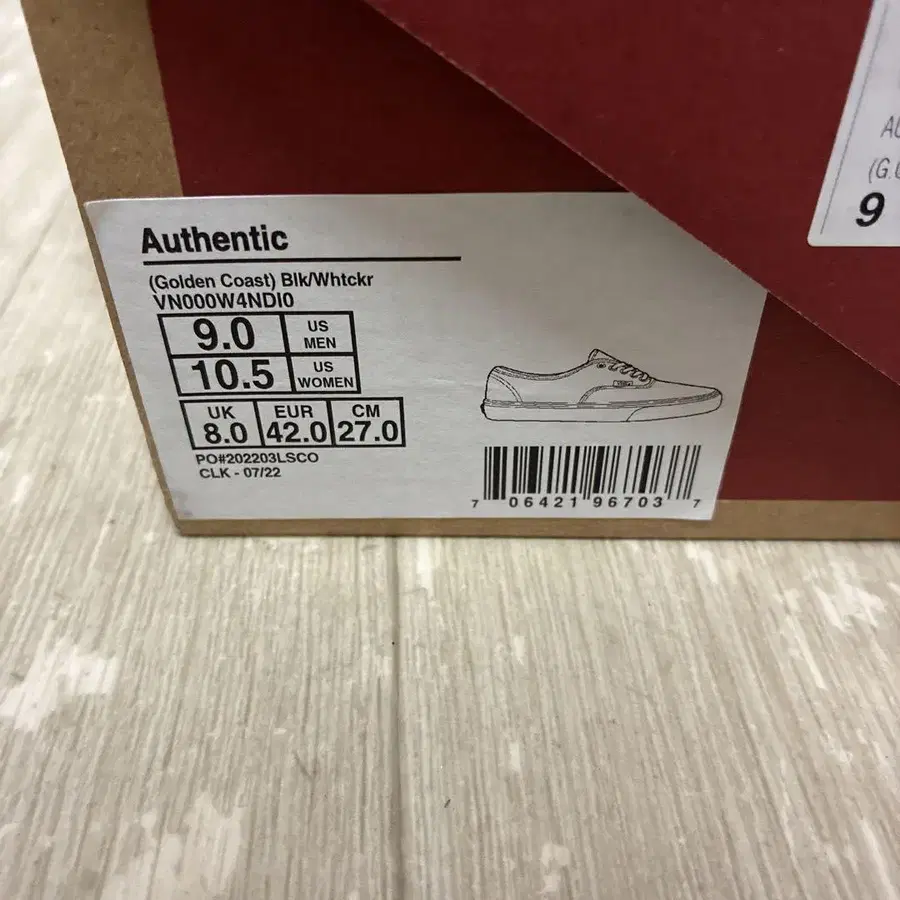 Authentic
(Golden Coast) Blk/Whtckr
VN000W4NDI0
9.0 US MEN
10.5 US WOMEN
UK EUR CM
8.0 42.0 27.0
PO#202203LSCO
CLK - 07/22
7 06421 96703 7
9